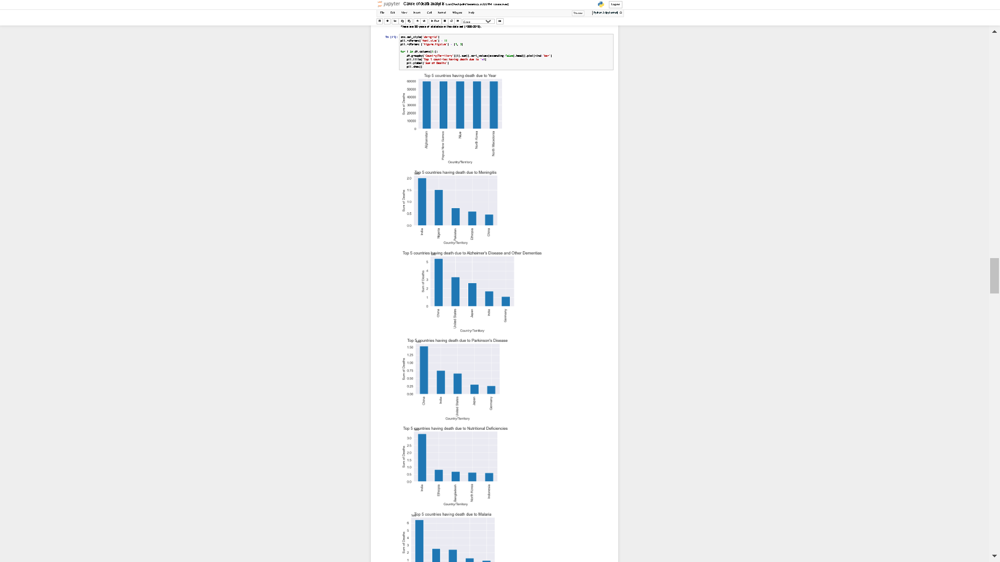 jupyter Cause of death analysis Last Checkpoint: Yesterday at 2:32 PM (autosaved)
Logout
File Edit View Insert Cell Kernel Widgets Help
Trusted
Python 3 (ipykernel)
Run
Code
There are 30 years of statistics in this data set (1990-2019).
In [15]:
sns.set_style('darkgrid')
for i in df.columns[1:]:
df.groupby('Country/Territory')[i].sum().sort_values(ascending=False).head().plot(kind='bar')
plt.title('Top 5 countries having death due to '+i)
plt.ylabel('Sum of Deaths')
plt.show()
Top 5 countries having death due to Year
60000
50000
40000
30000
20000
10000
0
Sum of Deaths
Afghanistan
Papua New Guinea
Niue
North Korea
North Macedonia
Country/Territory
Top 5 countries having death due to Meningitis
2.0
1.5
1.0
0.5
0.0
Sum of Deaths
India
Nigeria
Pakistan
Ethiopia
China
Country/Territory
Top 5 countries having death due to Alzheimer's Disease and Other Dementias
5
4
3
2
1
0
Sum of Deaths
China
United States
Japan
India
Germany
Country/Territory
Top 5 countries having death due to Parkinson's Disease
1.50
1.25
1.00
0.75
0.50
0.25
0.00
Sum of Deaths
China
India
United States
Japan
Germany
Country/Territory
Top 5 countries having death due to Nutritional Deficiencies
3.0
2.5
2.0
1.5
1.0
0.5
0.0
Sum of Deaths
India
Ethiopia
Bangladesh
North Korea
Indonesia
Country/Territory
Top 5 countries having death due to Malaria
6
5
4
3
2
1
Sum of Deaths